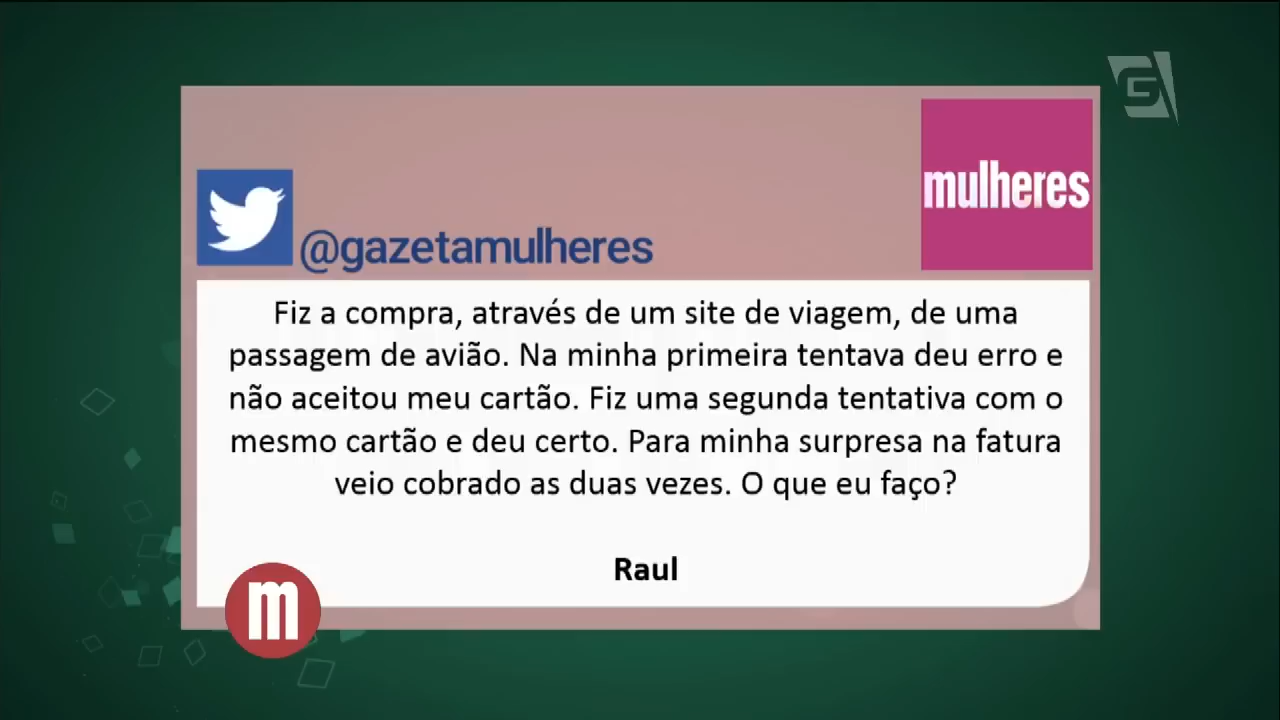 G
mulheres
@gazetamulheres
Fiz a compra, através de um site de viagem, de uma
passagem de avião. Na minha primeira tentava deu erro e
não aceitou meu cartão. Fiz uma segunda tentativa com o
mesmo cartão e deu certo. Para minha surpresa na fatura
veio cobrado as duas vezes. O que eu faço?
Raul
m